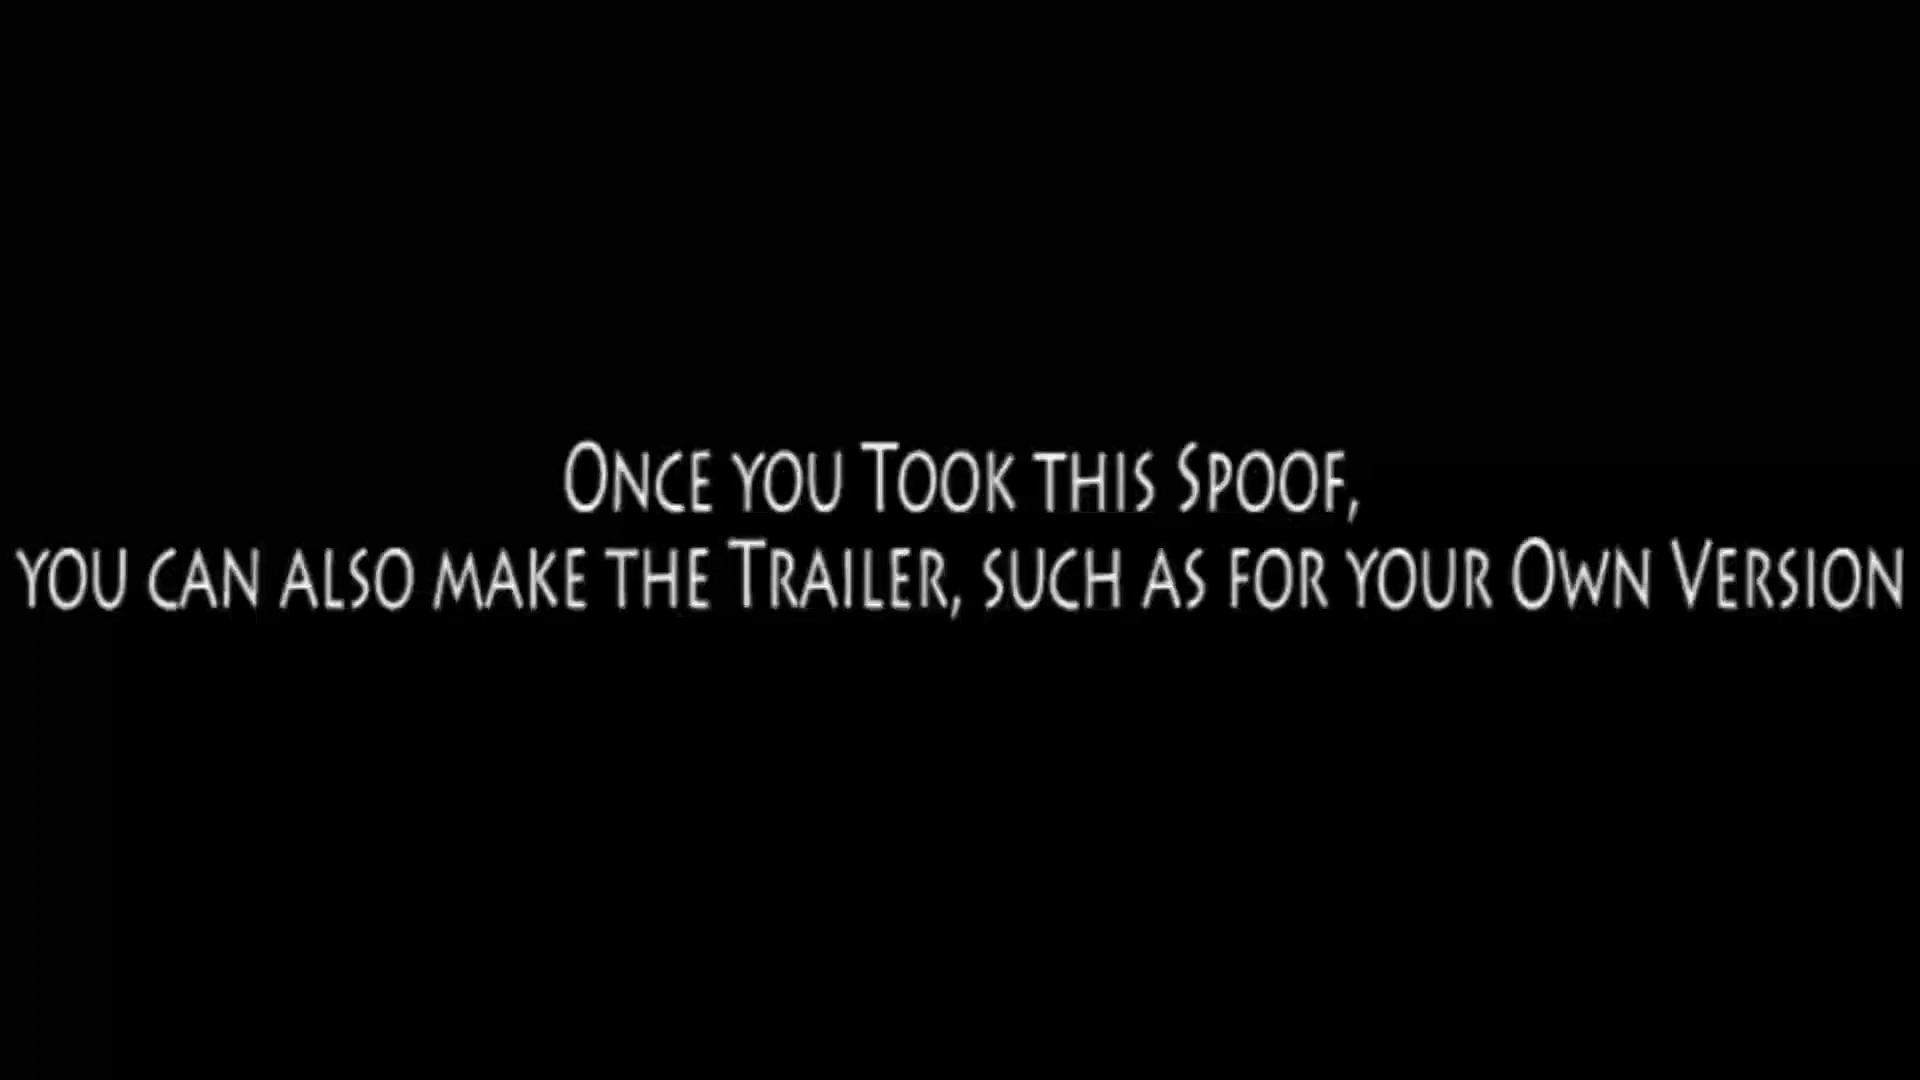 Once you Took this Spoof,
you can also make the Trailer, such as for your Own Version